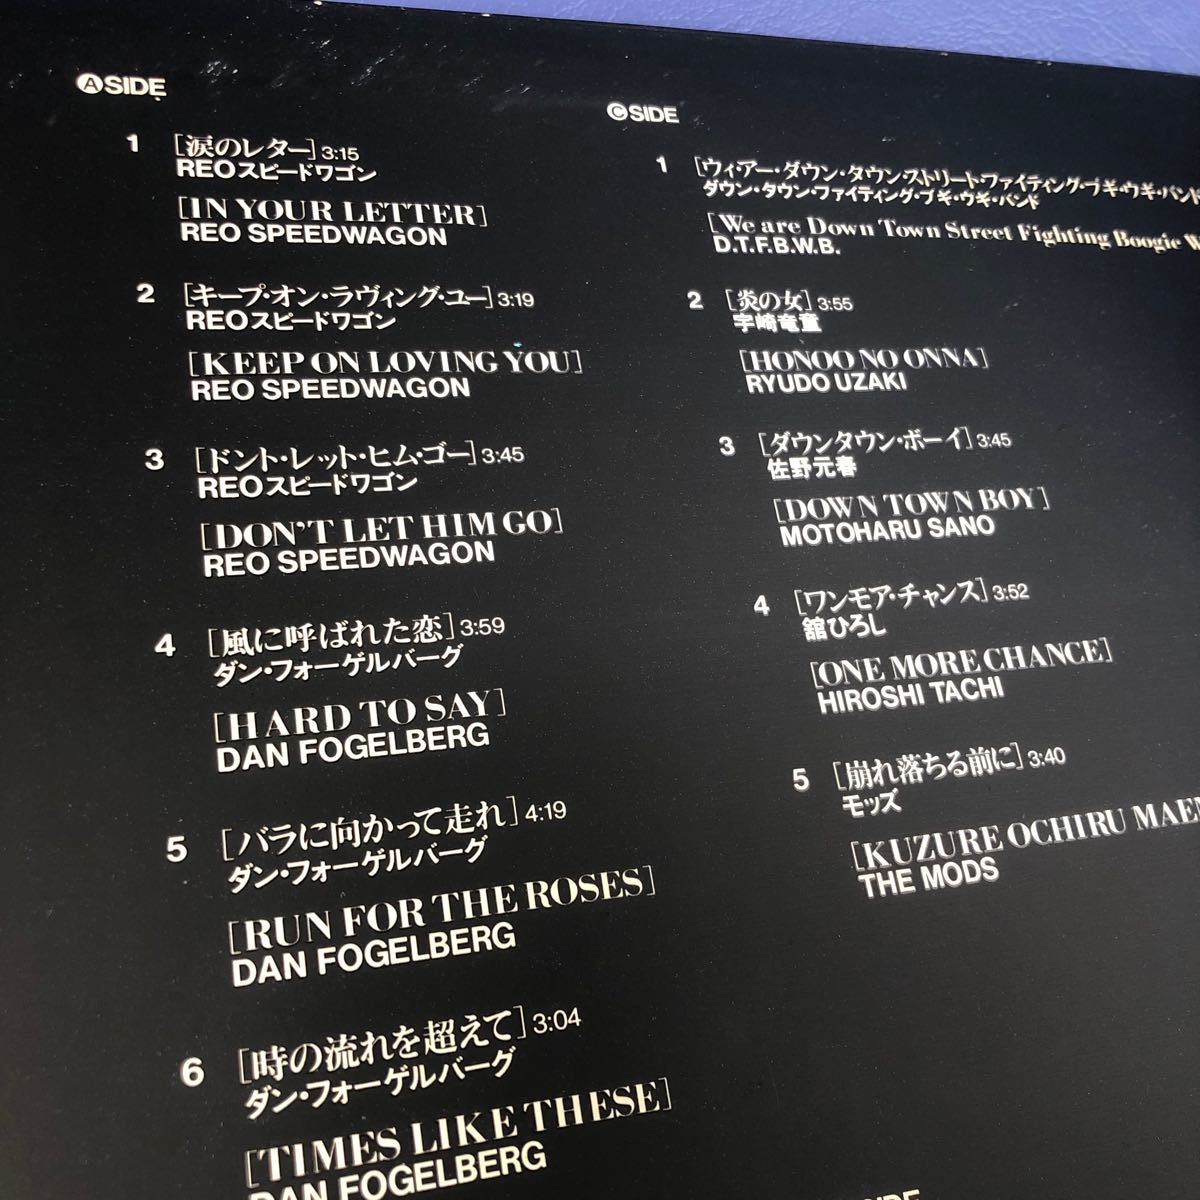 Ⓐ SIDE
1 [涙のレター] 3:15
REOスピードワゴン
[IN YOUR LETTER]
REO SPEEDWAGON
2 [キープ・オン・ラヴィング・ユー] 3:19
REOスピードワゴン
[KEEP ON LOVING YOU]
REO SPEEDWAGON
3 [ドント・レット・ヒム・ゴー] 3:45
REOスピードワゴン
[DON'T LET HIM GO]
REO SPEEDWAGON
4 [風に呼ばれた恋] 3:59
ダン・フォーゲルバーグ
[HARD TO SAY]
DAN FOGELBERG
5 [バラに向かって走れ] 4:19
ダン・フォーゲルバーグ
[RUN FOR THE ROSES]
DAN FOGELBERG
6 [時の流れを超えて] 3:04
ダン・フォーゲルバーグ
[TIMES LIKE THESE]
DAN FOGELBERG
Ⓒ SIDE
1 [ウィ・アー・ダウン・タウン・ストリート・ファイティング・ブギ・ウギ・バンド
ダウン・タウン・ファイティング・ブギ・ウギ・バンド
[We are Down Town Street Fighting Boogie W
D.T.F.B.W.B.
2 [炎の女] 3:55
宇崎竜童
[HONOO NO ONNA]
RYUDO UZAKI
3 [ダウンタウン・ボーイ] 3:45
佐野元春
[DOWN TOWN BOY]
MOTOHARU SANO
4 [ワンモア・チャンス] 3:52
舘ひろし
[ONE MORE CHANCE]
HIROSHI TACHI
5 [崩れ落ちる前に] 3:40
モッズ
[KUZURE OCHIRU MAE
THE MODS
SIDE